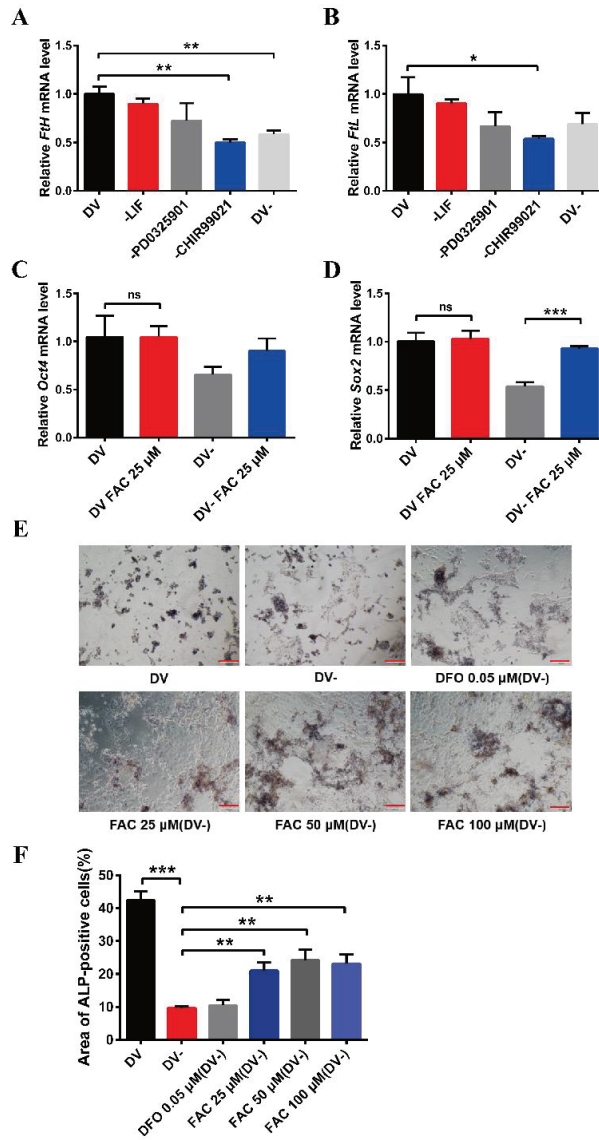 A
Relative FtH mRNA level
1.5
1.0
0.5
0.0
**
**
DV
-LIF
-PD0325901
-CHIR99021
DV-
B
Relative FtL mRNA level
1.5
1.0
0.5
0.0
*
DV
-LIF
-PD0325901
-CHIR99021
DV-
C
Relative Oct4 mRNA level
1.5
1.0
0.5
0.0
ns
DV
DV FAC 25 µM
DV-
DV- FAC 25 µM
D
Relative Sox2 mRNA level
1.5
1.0
0.5
0.0
ns
***
DV
DV FAC 25 µM
DV-
DV- FAC 25 µM
E
DV
DV-
DFO 0.05 µM(DV-)
FAC 25 µM(DV-)
FAC 50 µM(DV-)
FAC 100 µM(DV-)
F
Area of ALP-positive cells(%)
50
40
30
20
10
0
***
**
**
**
DV
DV-
DFO 0.05 µM(DV-)
FAC 25 µM(DV-)
FAC 50 µM(DV-)
FAC 100 µM(DV-)